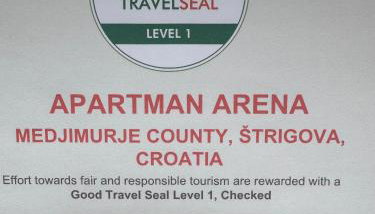 TRAVELSEAL
LEVEL 1
APARTMAN ARENA
MEDJIMURJE COUNTY, ŠTRIGOVA,
CROATIA
Effort towards fair and responsible tourism are rewarded with a
Good Travel Seal Level 1, Checked